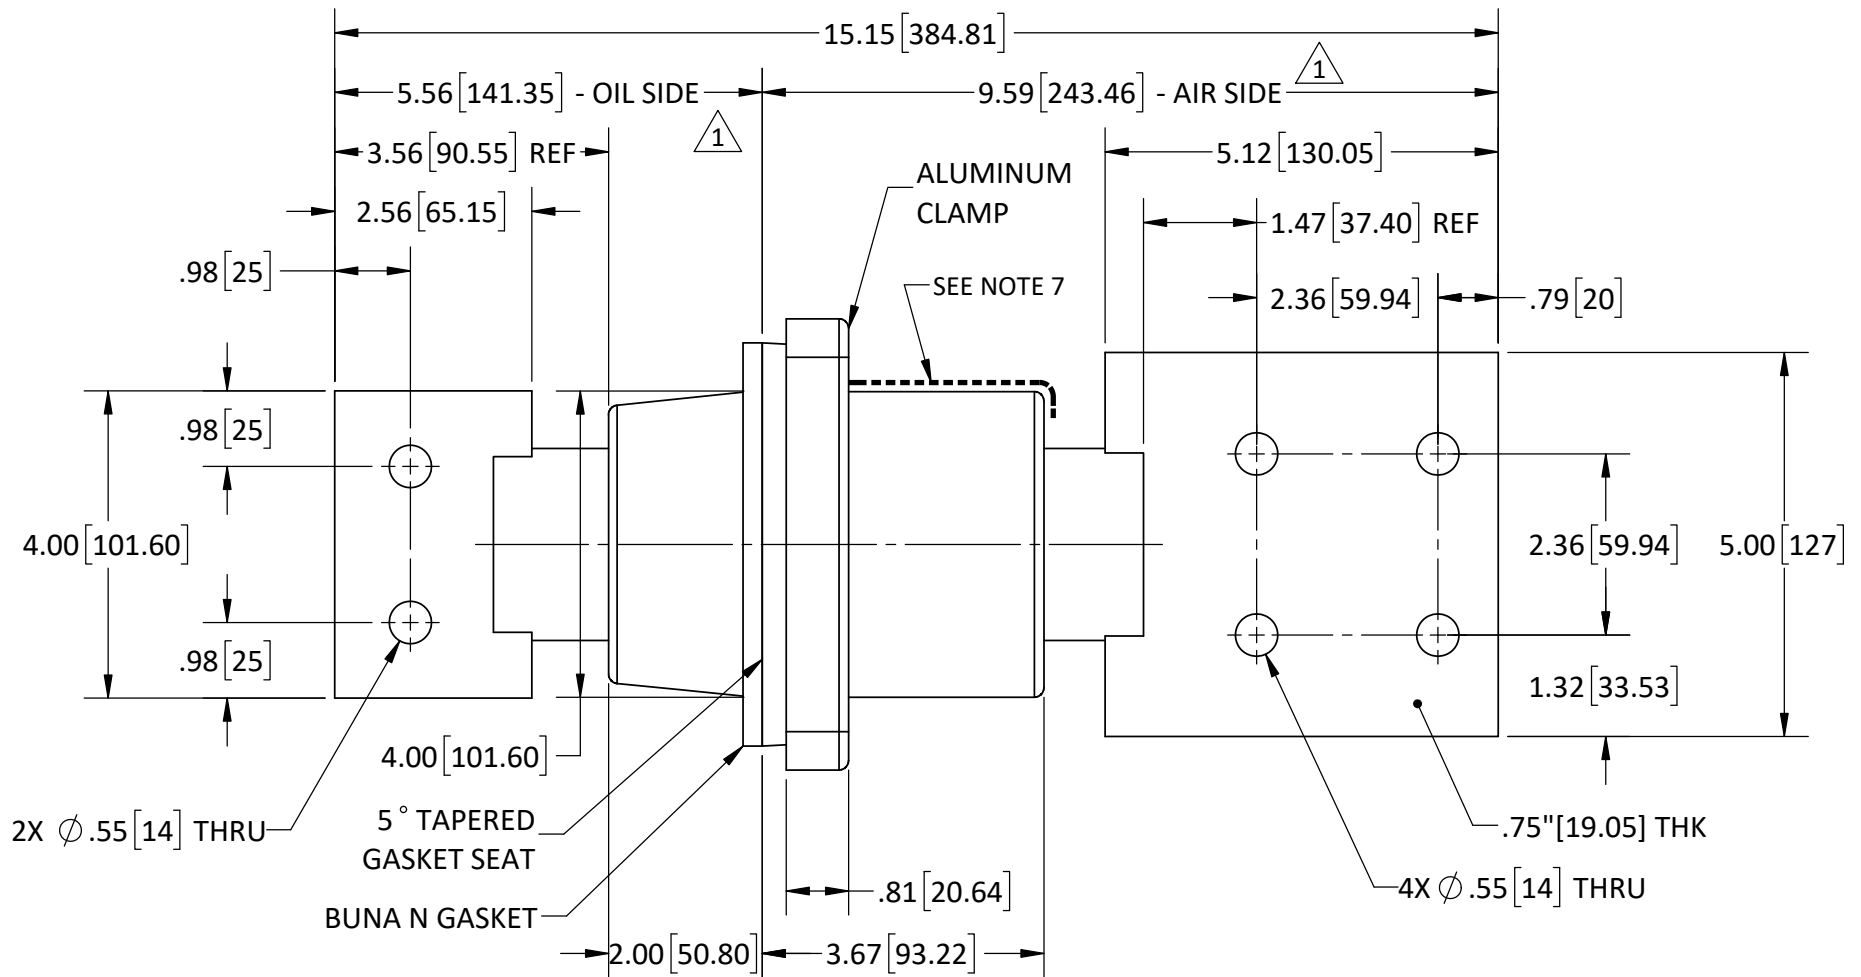 15.15[384.81]
1
5.56[141.35] - OIL SIDE
9.59[243.46] - AIR SIDE
1
3.56[90.55] REF
5.12[130.05]
ALUMINUM
CLAMP
2.56[65.15]
1.47[37.40] REF
.98[25]
SEE NOTE 7
2.36[59.94]
.79[20]
.98[25]
4.00[101.60]
2.36[59.94]
5.00[127]
.98[25]
1.32[33.53]
4.00[101.60]
2X ∅.55[14] THRU
5° TAPERED
GASKET SEAT
.75"[19.05] THK
.81[20.64]
4X ∅.55[14] THRU
BUNA N GASKET
2.00[50.80]
3.67[93.22]